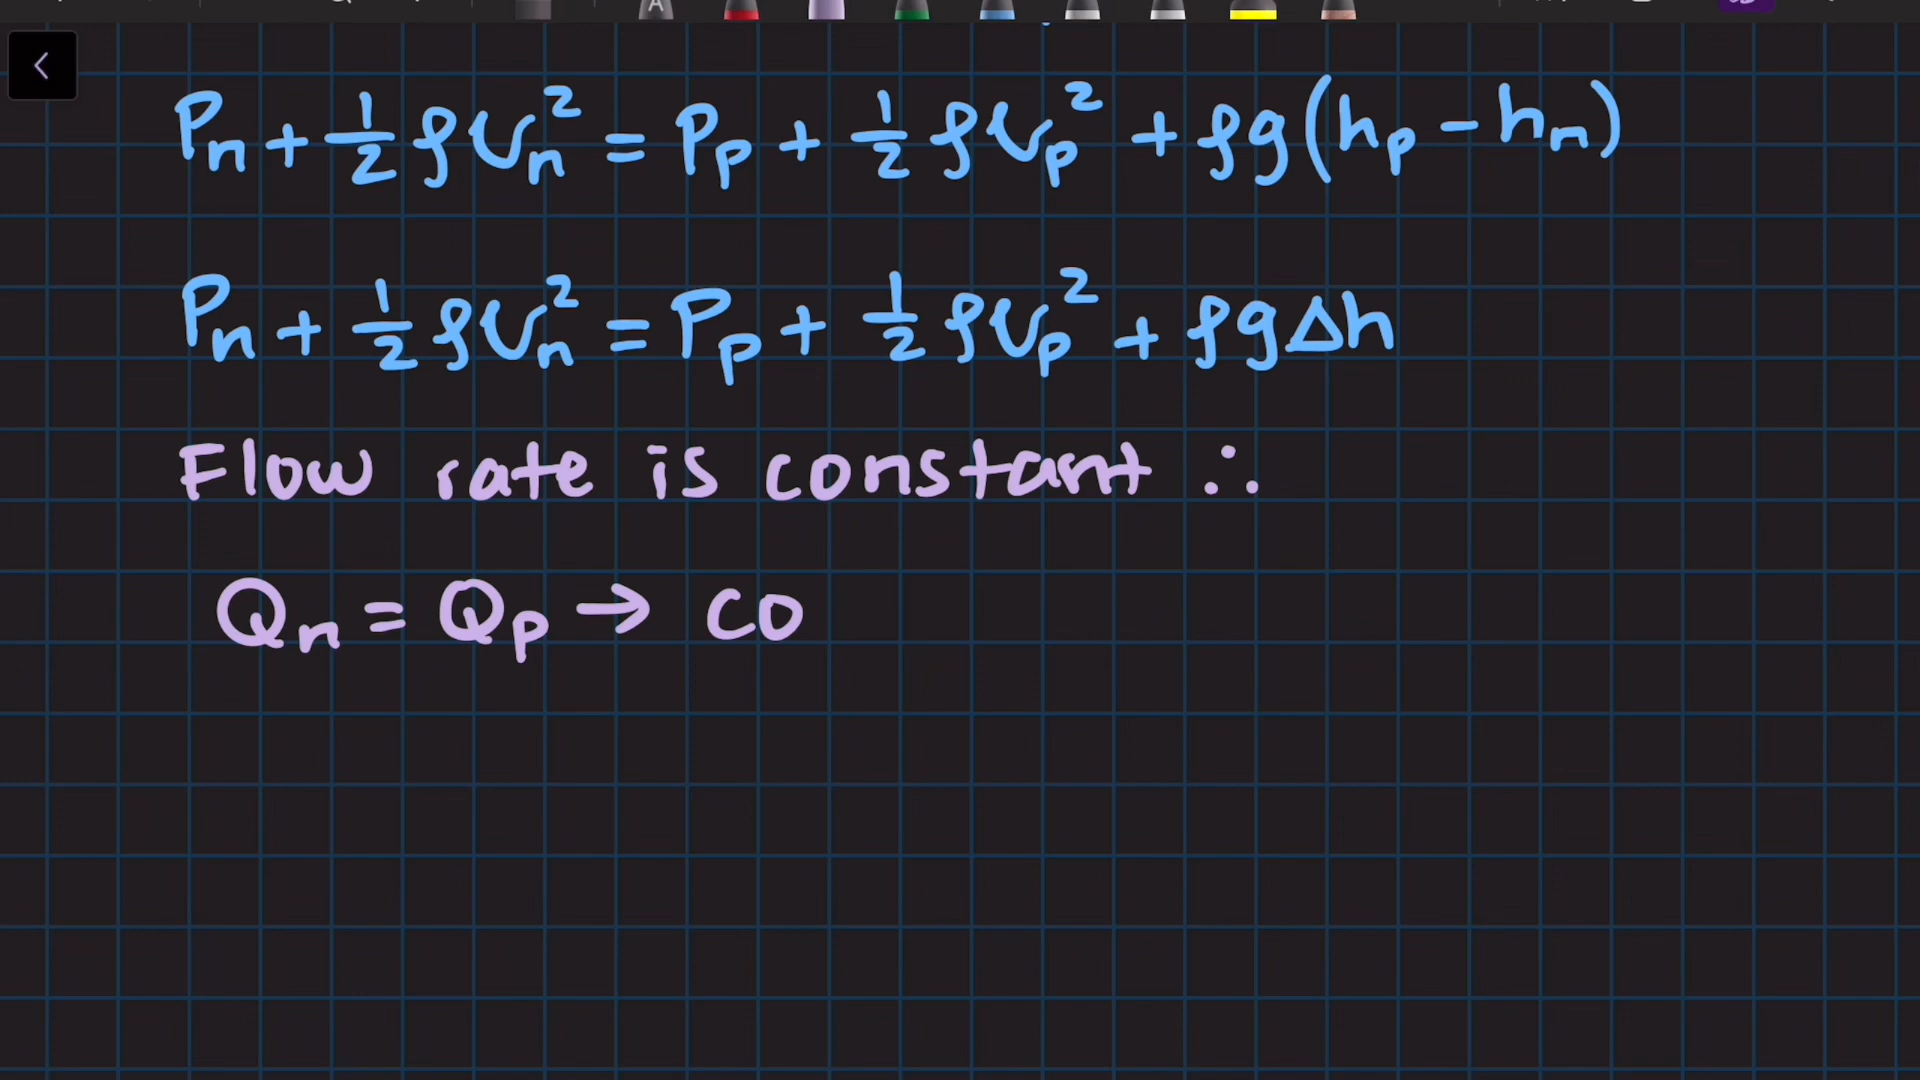 Pₙ + ½ρvₙ² = Pₚ + ½ρvₚ² + ρg(hₚ − hₙ)
Pₙ + ½ρvₙ² = Pₚ + ½ρvₚ² + ρgΔh
Flow rate is constant ∴
Qₙ = Qₚ → co